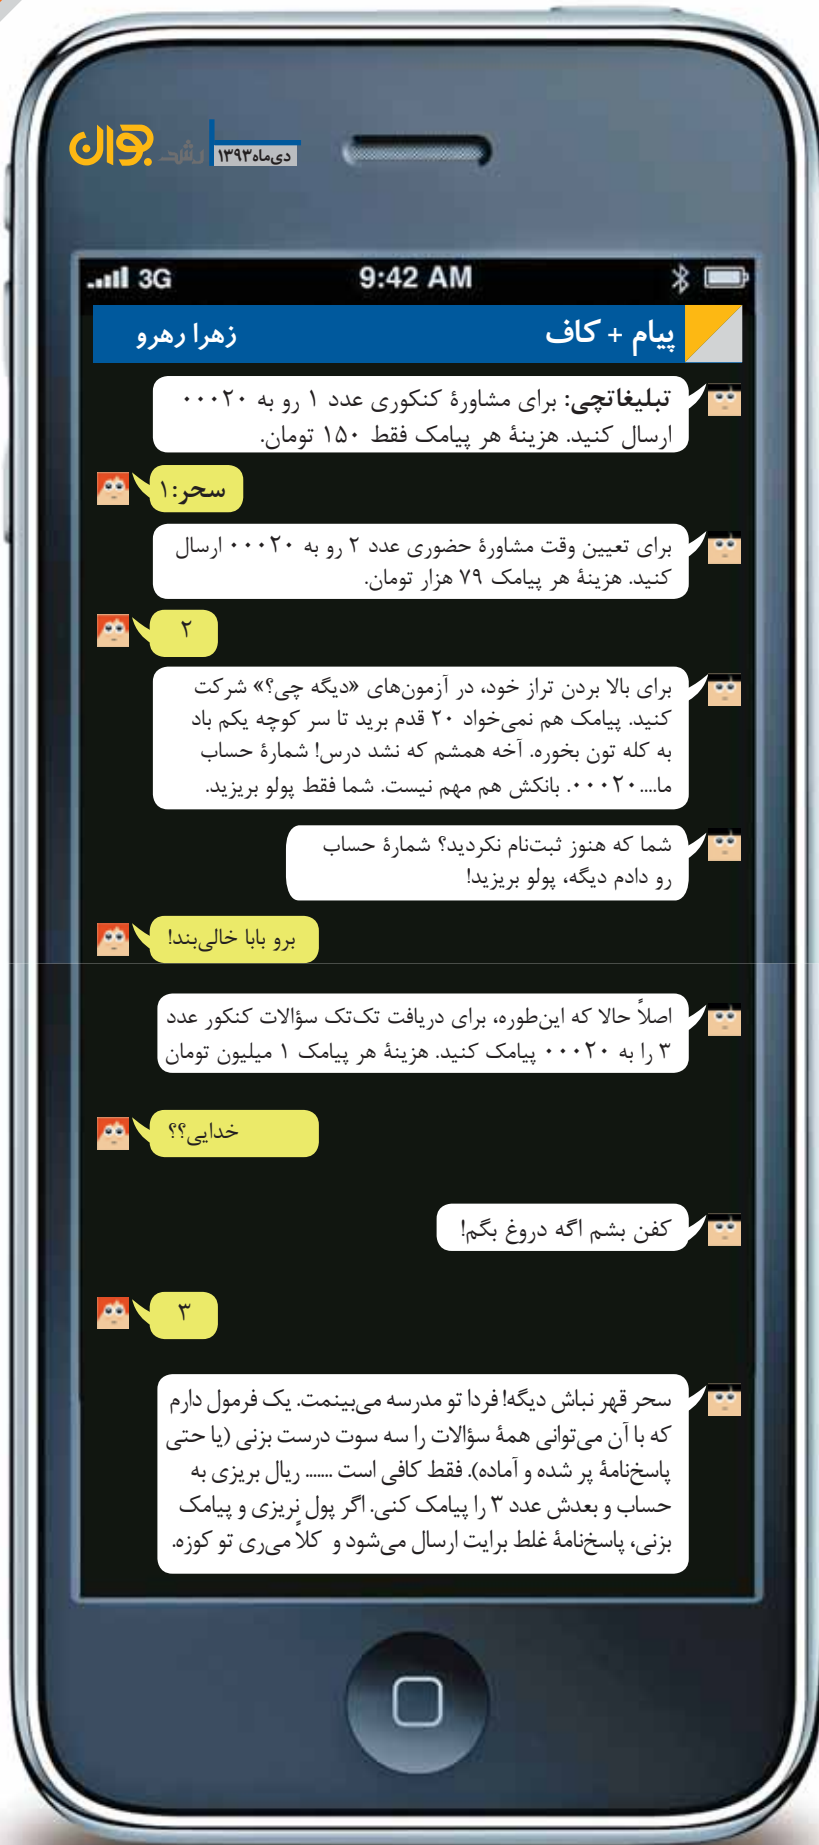 دی‌ماه ۱۳۹۳ رشد جوان
3G 9:42 AM
پیام + کاف زهرا رهرو
تبلیغاتچی: برای مشاورهٔ کنکوری عدد ۱ رو به ۰۰۰۲۰
ارسال کنید. هزینهٔ هر پیامک فقط ۱۵۰ تومان.
سحر:۱
برای تعیین وقت مشاورهٔ حضوری عدد ۲ رو به ۰۰۰۲۰ ارسال
کنید. هزینهٔ هر پیامک ۷۹ هزار تومان.
۲
برای بالا بردن تراز خود، در آزمون‌های «دیگه چی؟» شرکت
کنید. پیامک هم نمی‌خواد ۲۰ قدم برید تا سر کوچه یکم باد
به کله تون بخوره. آخه همشم که نشد درس! شمارهٔ حساب
ما....۰۰۰۲۰. بانکش هم مهم نیست. شما فقط پولو بریزید.
شما که هنوز ثبت‌نام نکردید؟ شمارهٔ حساب
رو دادم دیگه، پولو بریزید!
برو بابا خالی‌بند!
اصلاً حالا که این‌طوره، برای دریافت تک‌تک سؤالات کنکور عدد
۳ را به ۰۰۰۲۰ پیامک کنید. هزینهٔ هر پیامک ۱ میلیون تومان
خدایی؟؟
کفن بشم اگه دروغ بگم!
۳
سحر قهر نباش دیگه! فردا تو مدرسه می‌بینمت. یک فرمول دارم
که با آن می‌توانی همهٔ سؤالات را سه سوت درست بزنی (یا حتی
پاسخ‌نامهٔ پر شده و آماده). فقط کافی است ....... ریال بریزی به
حساب و بعدش عدد ۳ را پیامک کنی. اگر پول نریزی و پیامک
بزنی، پاسخ‌نامهٔ غلط برایت ارسال می‌شود و کلاً می‌ری تو کوزه.